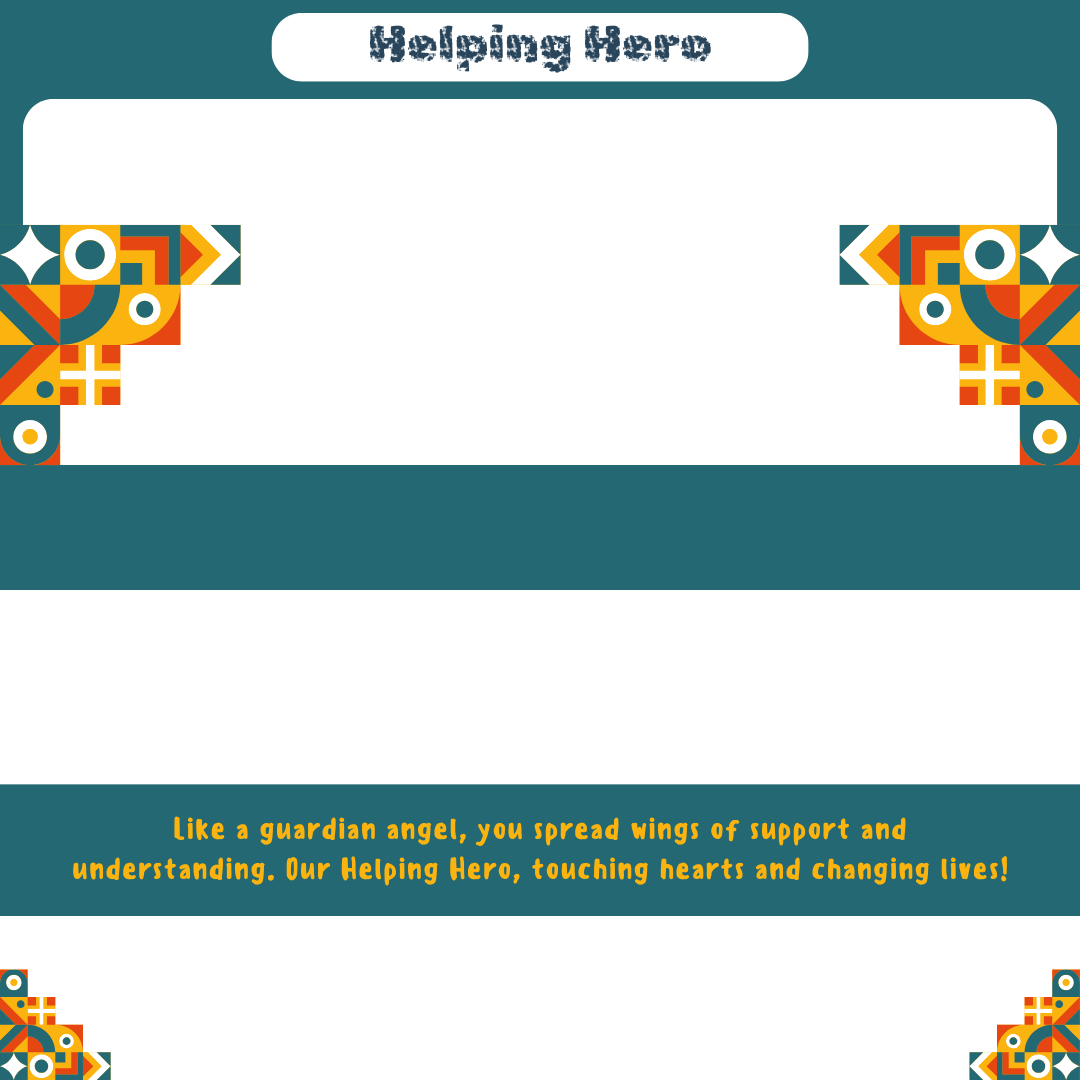 Helping Hero
Like a guardian angel, you spread wings of support and
understanding. Our Helping Hero, touching hearts and changing lives!